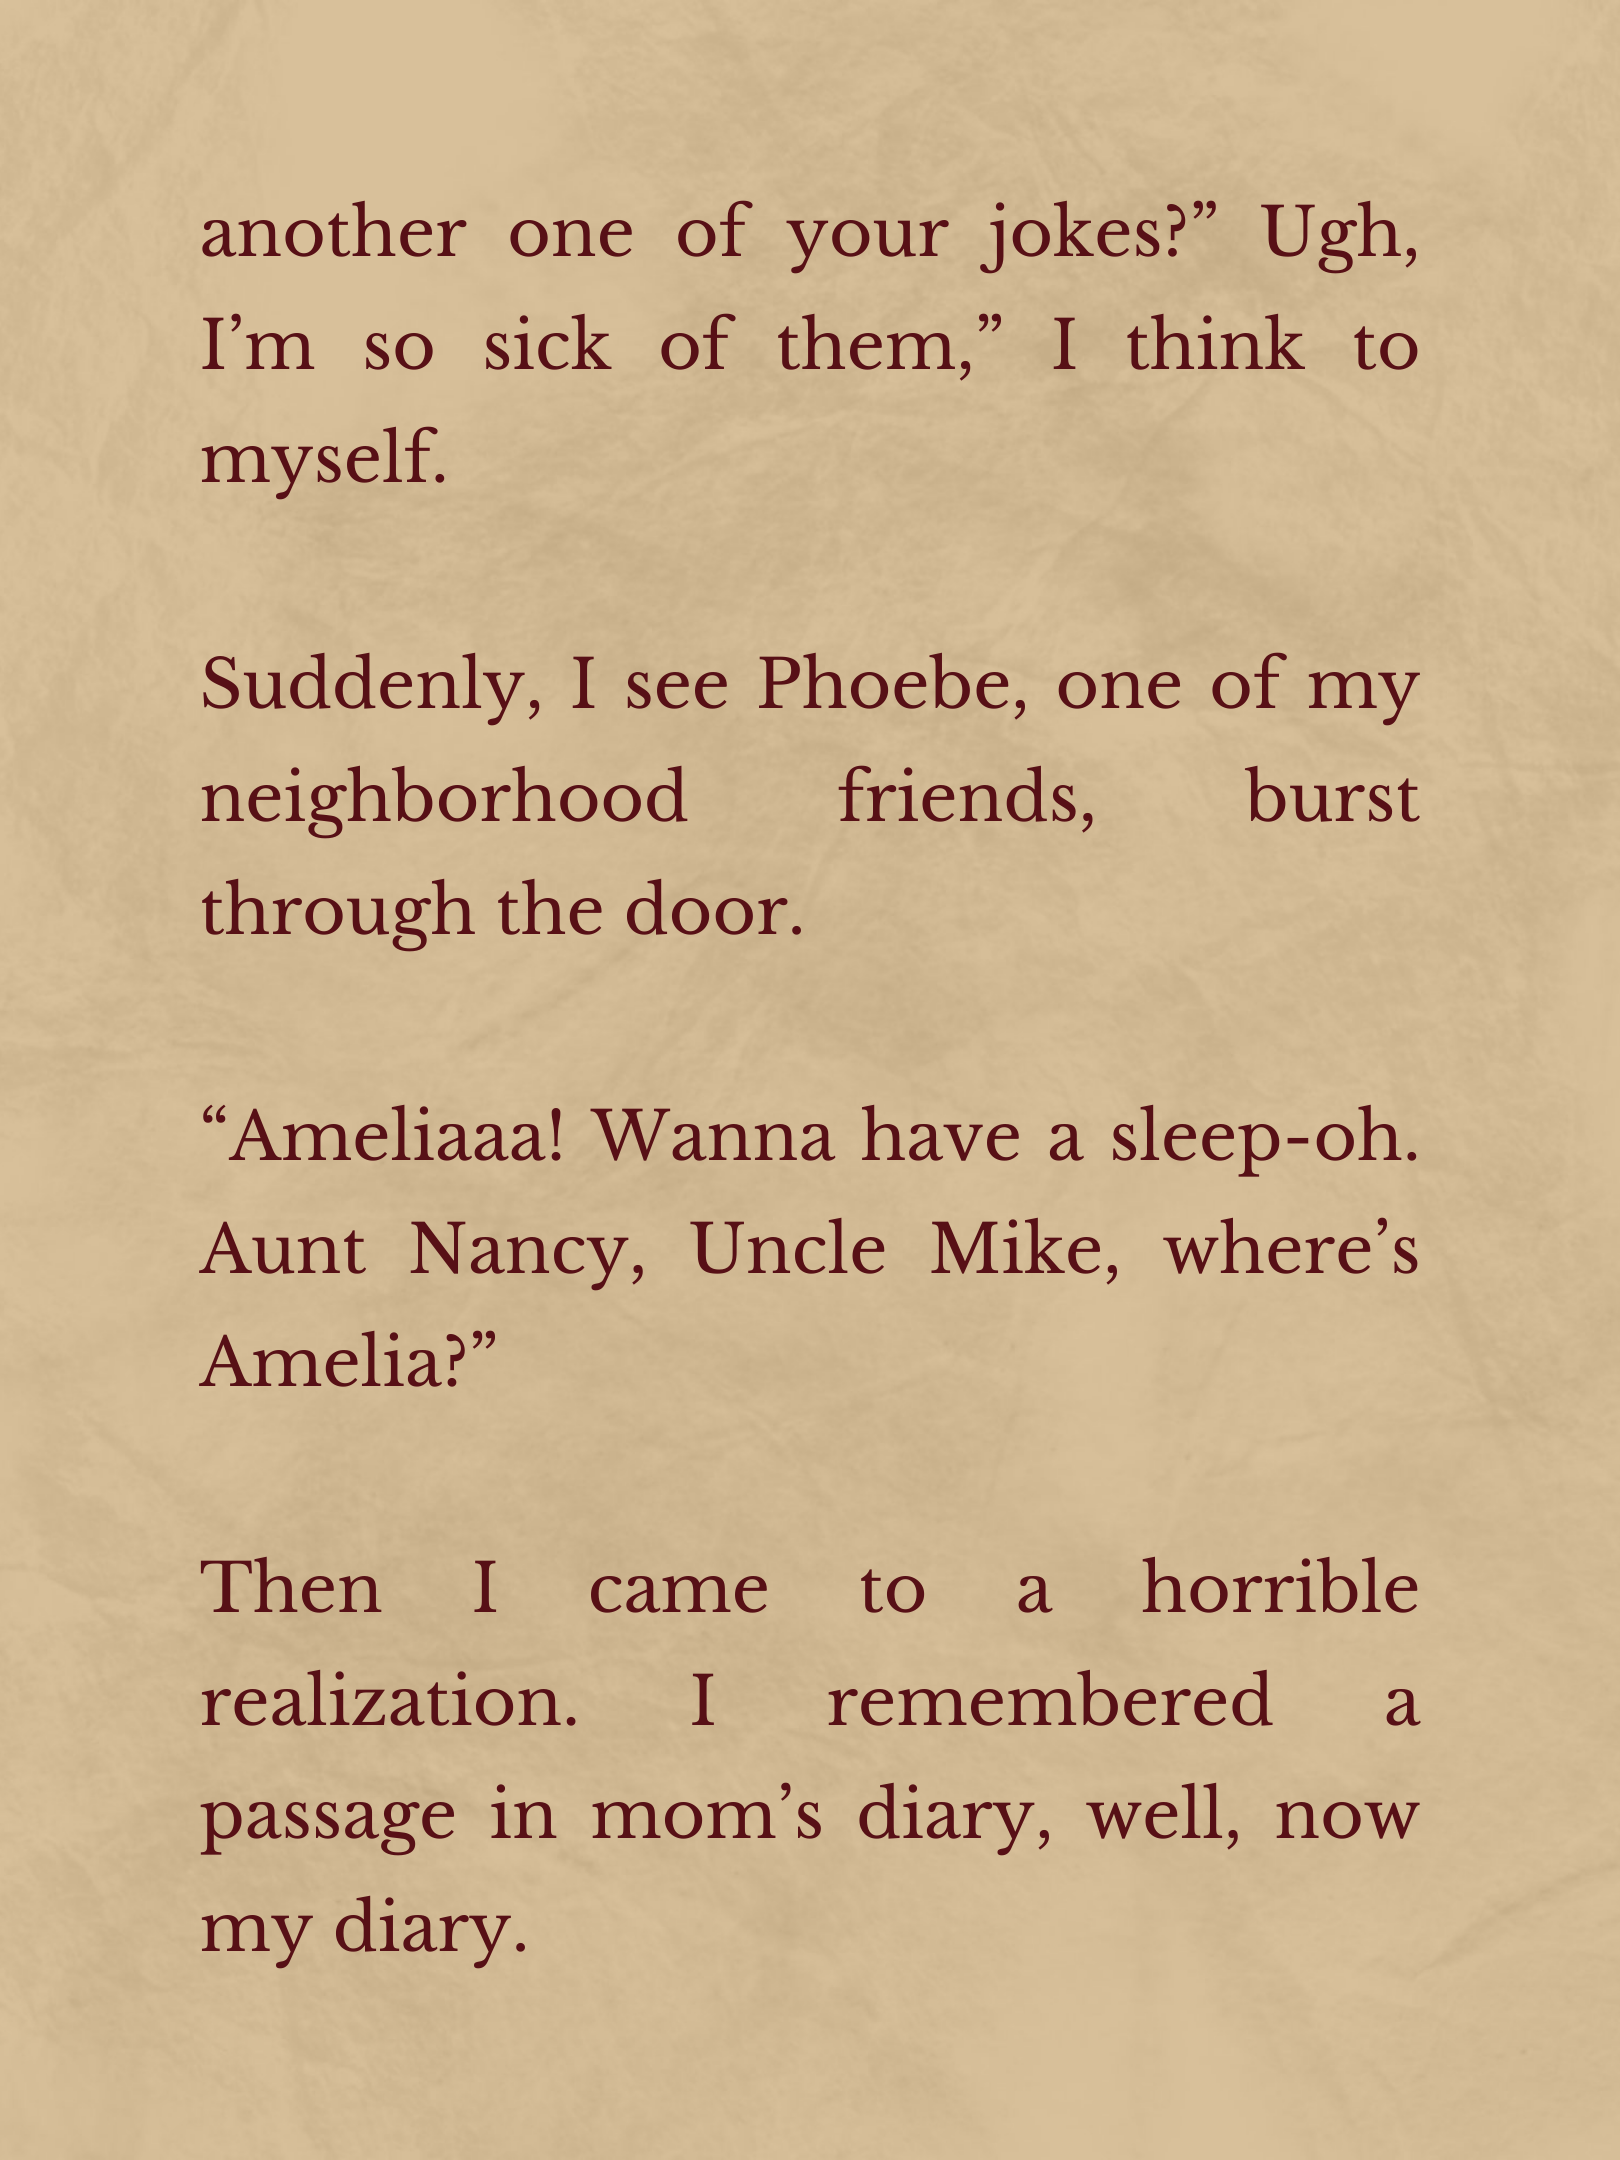 another one of your jokes?” Ugh,
I’m so sick of them,” I think to
myself.
Suddenly, I see Phoebe, one of my
neighborhood friends, burst
through the door.
“Ameliaaa! Wanna have a sleep-oh.
Aunt Nancy, Uncle Mike, where’s
Amelia?”
Then I came to a horrible
realization. I remembered a
passage in mom’s diary, well, now
my diary.